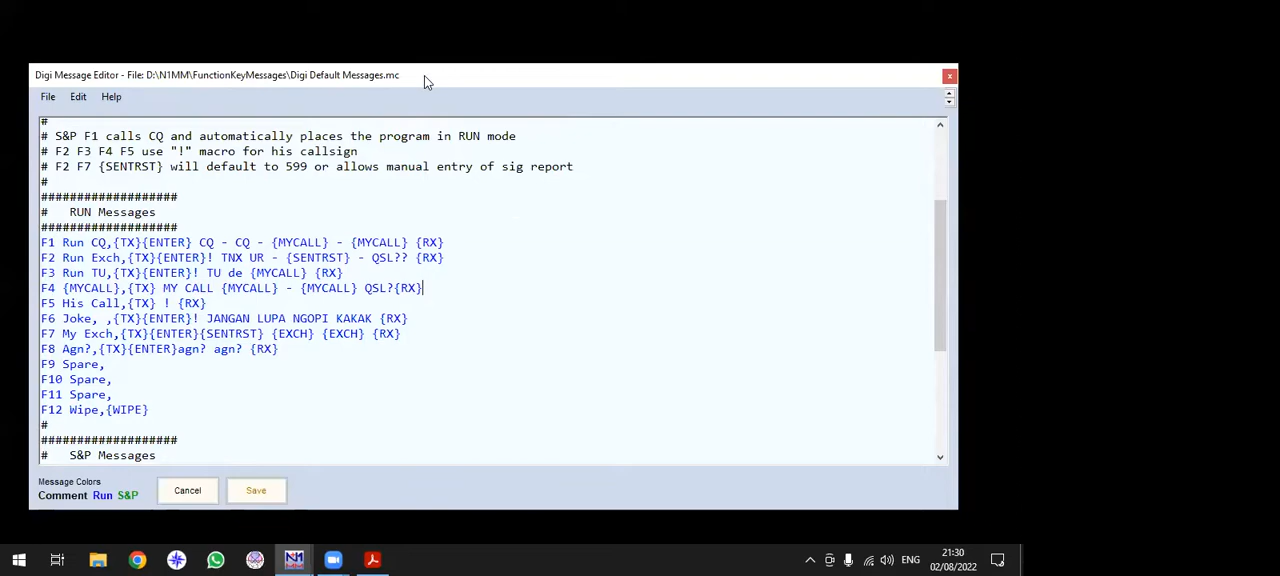 Digi Message Editor - File: D:\N1MM\FunctionKeyMessages\Digi Default Messages.mc
x
File Edit Help
#
# S&P F1 calls CQ and automatically places the program in RUN mode
# F2 F3 F4 F5 use "!" macro for his callsign
# F2 F7 {SENTRST} will default to 599 or allows manual entry of sig report
#
###################
#   RUN Messages
###################
F1 Run CQ,{TX}{ENTER} CQ - CQ - {MYCALL} - {MYCALL} {RX}
F2 Run Exch,{TX}{ENTER}! TNX UR - {SENTRST} - QSL?? {RX}
F3 Run TU,{TX}{ENTER}! TU de {MYCALL} {RX}
F4 {MYCALL},{TX} MY CALL {MYCALL} - {MYCALL} QSL?{RX}
F5 His Call,{TX} ! {RX}
F6 Joke, ,{TX}{ENTER}! JANGAN LUPA NGOPI KAKAK {RX}
F7 My Exch,{TX}{ENTER}{SENTRST} {EXCH} {EXCH} {RX}
F8 Agn?,{TX}{ENTER}agn? agn? {RX}
F9 Spare,
F10 Spare,
F11 Spare,
F12 Wipe,{WIPE}
#
###################
#   S&P Messages
Message Colors
Comment Run S&P
Cancel
Save
N1
MM
ENG
21:30
02/08/2022